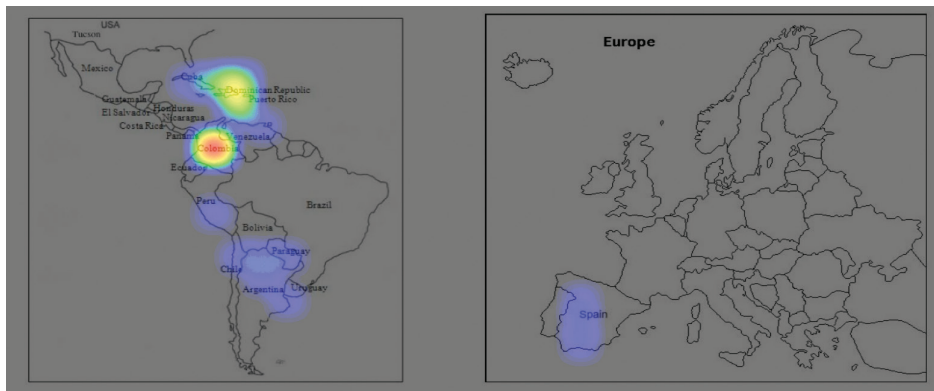 USA
Tucson
Mexico
Cuba
Dominican Republic
Puerto Rico
Guatemala
Honduras
El Salvador
Nicaragua
Costa Rica
Panama
Venezuela
Colombia
Ecuador
Peru
Brazil
Bolivia
Paraguay
Chile
Argentina
Uruguay
Europe
Spain